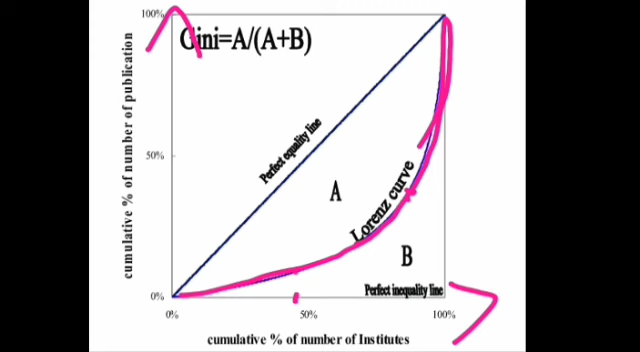 100%
Gini=A/(A+B)
cumulative % of number of publication
Perfect equality line
50%
A
Lorenz curve
B
Perfect inequality line
0%
0%
50%
100%
cumulative % of number of Institutes